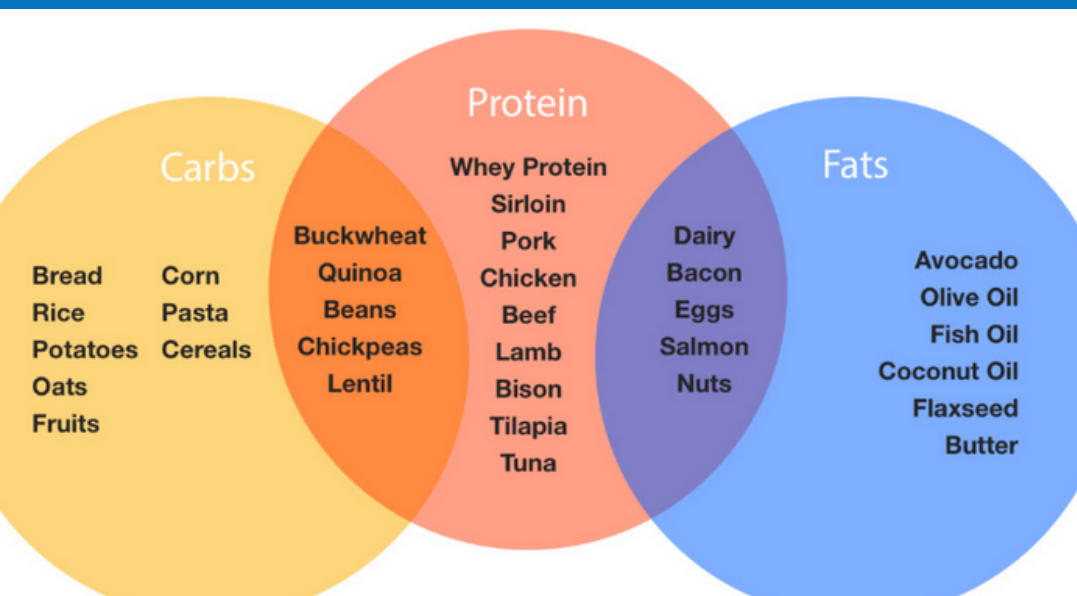 Protein
Carbs
Fats
Bread
Rice
Potatoes
Oats
Fruits
Corn
Pasta
Cereals
Buckwheat
Quinoa
Beans
Chickpeas
Lentil
Whey Protein
Sirloin
Pork
Chicken
Beef
Lamb
Bison
Tilapia
Tuna
Dairy
Bacon
Eggs
Salmon
Nuts
Avocado
Olive Oil
Fish Oil
Coconut Oil
Flaxseed
Butter